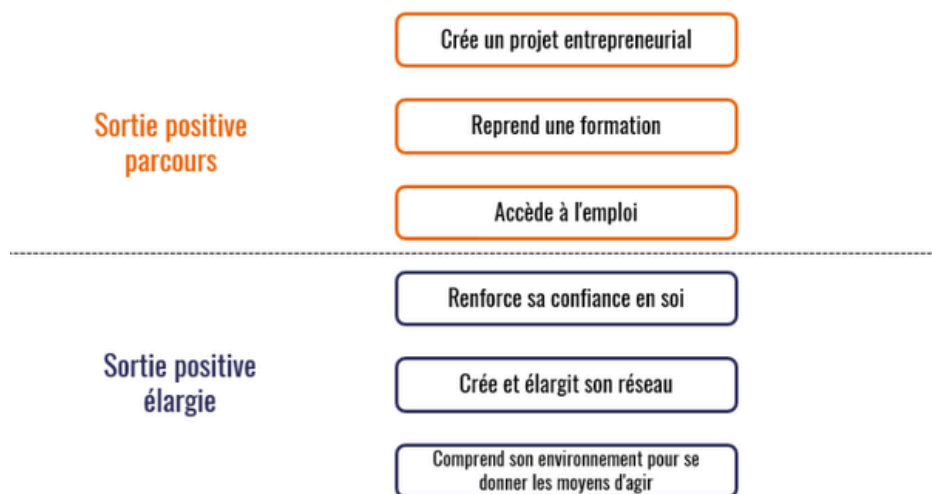 Crée un projet entrepreneurial
Sortie positive
parcours
Reprend une formation
Accède à l'emploi
Renforce sa confiance en soi
Sortie positive
élargie
Crée et élargit son réseau
Comprend son environnement pour se
donner les moyens d'agir